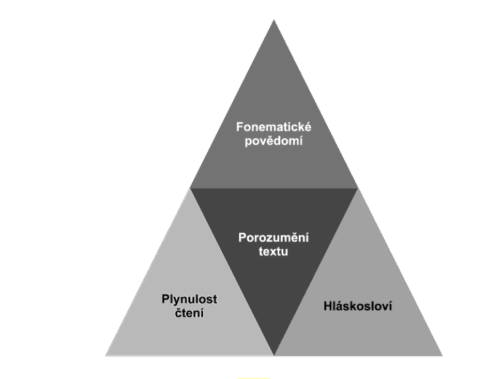 Fonematické
povědomí
Porozumění
textu
Plynulost
čtení
Hláskosloví